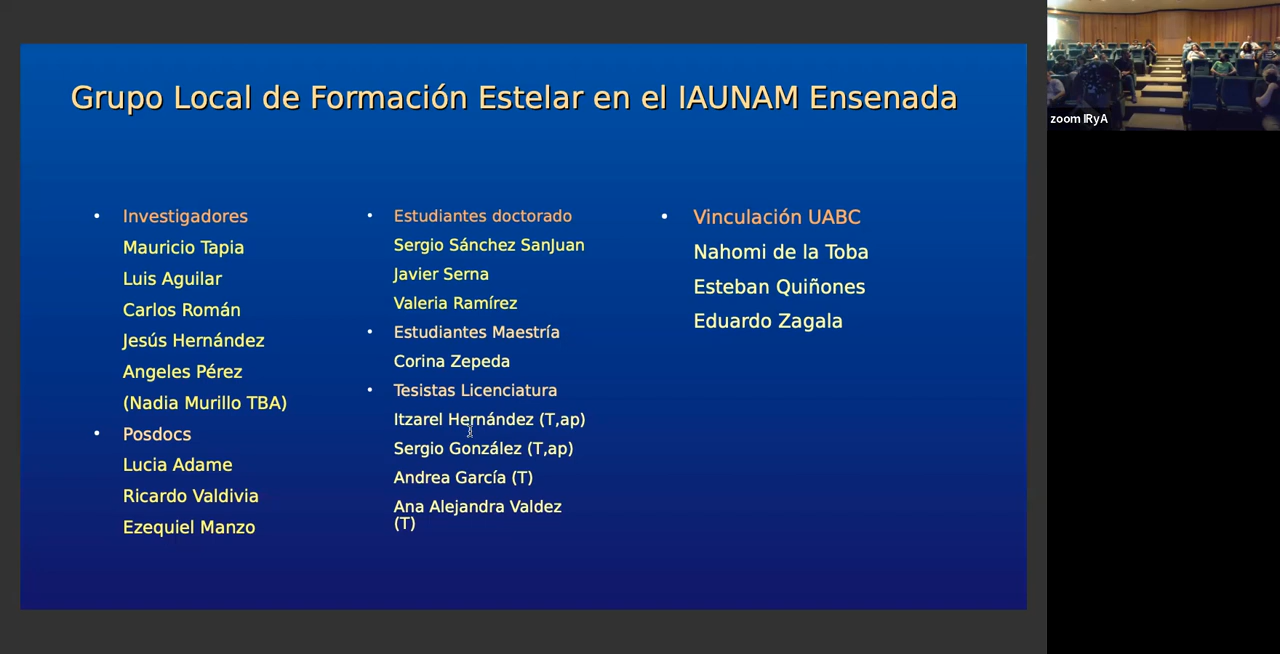 Grupo Local de Formación Estelar en el IAUNAM Ensenada
• Investigadores
Mauricio Tapia
Luis Aguilar
Carlos Román
Jesús Hernández
Angeles Pérez
(Nadia Murillo TBA)
• Posdocs
Lucia Adame
Ricardo Valdivia
Ezequiel Manzo
• Estudiantes doctorado
Sergio Sánchez SanJuan
Javier Serna
Valeria Ramírez
• Estudiantes Maestría
Corina Zepeda
• Tesistas Licenciatura
Itzarel Hernández (T,ap)
Sergio González (T,ap)
Andrea García (T)
Ana Alejandra Valdez
(T)
• Vinculación UABC
Nahomi de la Toba
Esteban Quiñones
Eduardo Zagala
zoom IRyA